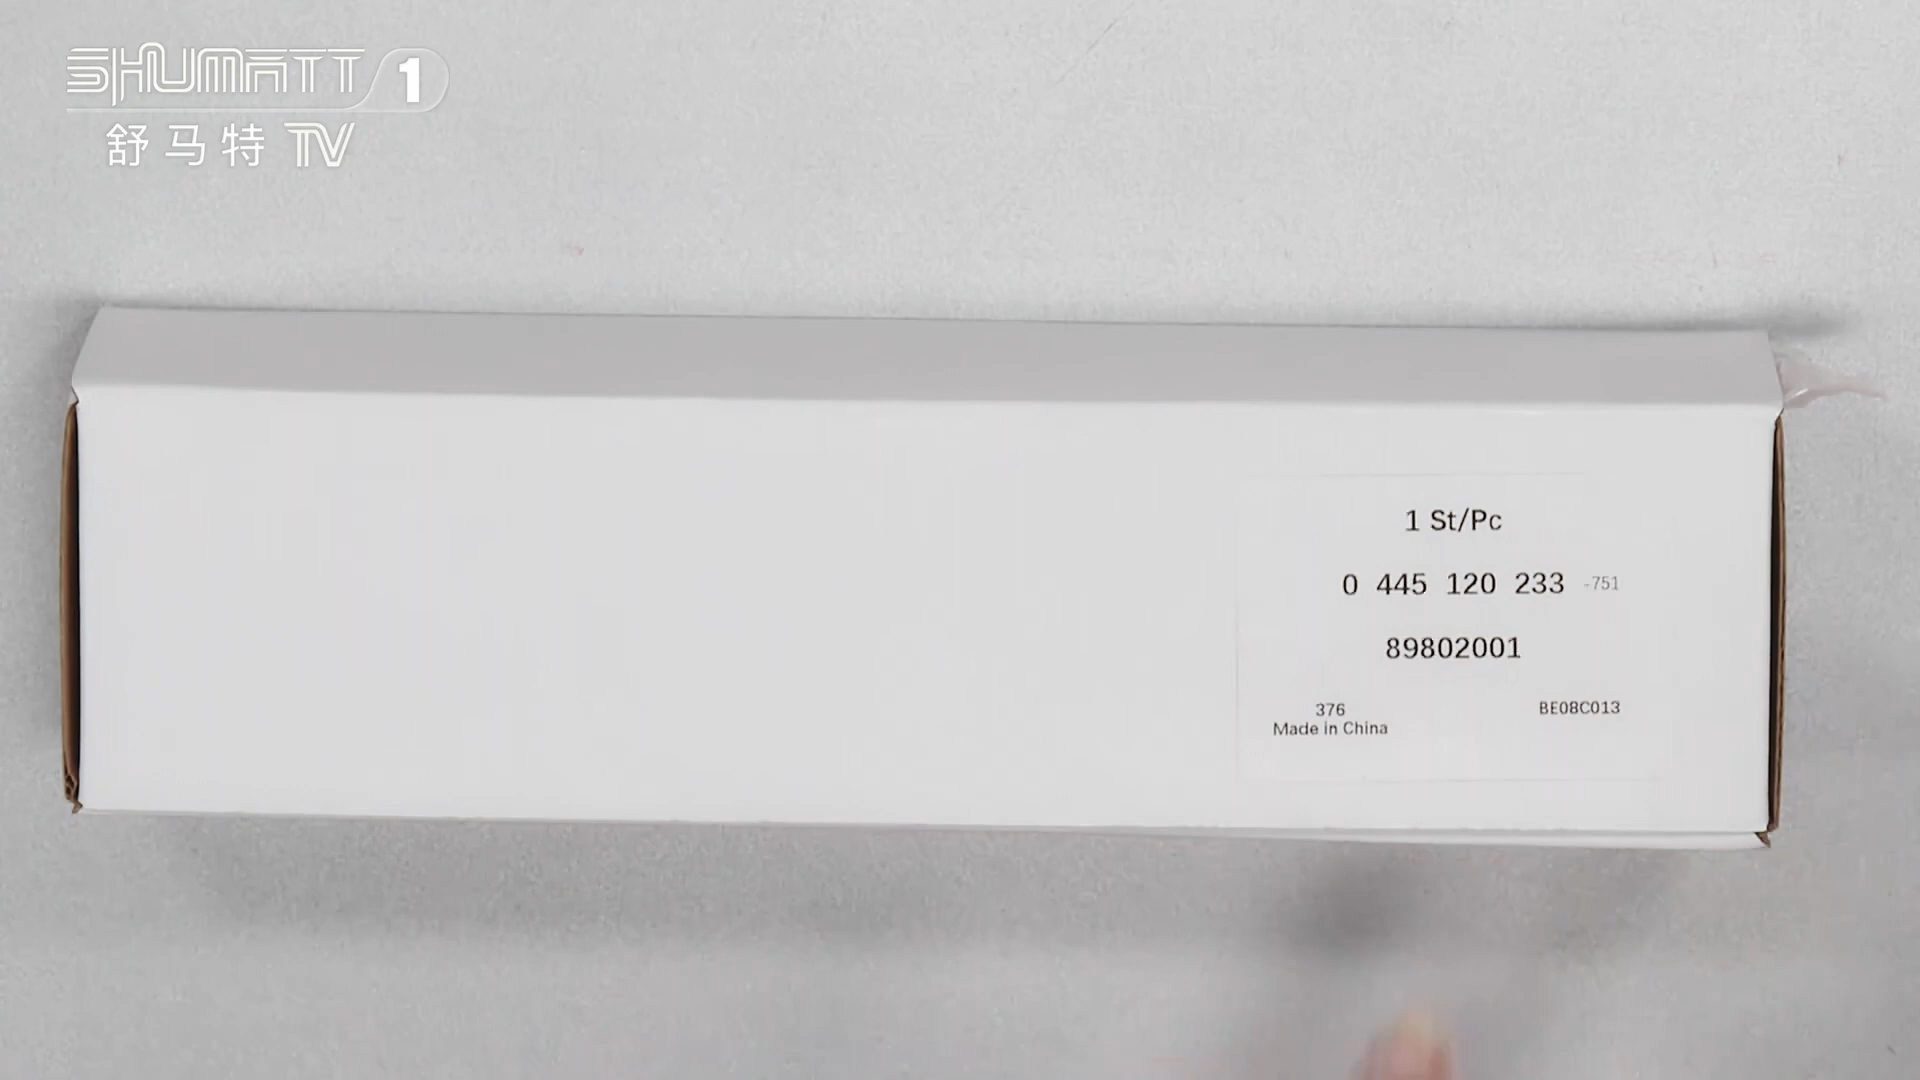 SHUMATT 1
舒马特 TV
1 St/Pc
0 445 120 233 -751
89802001
376
BE08C013
Made in China